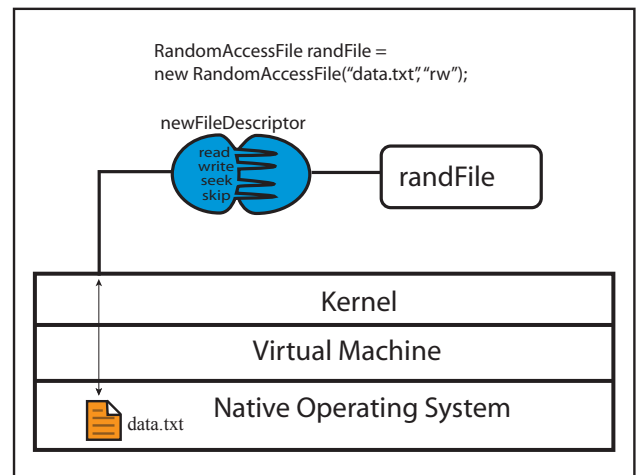 RandomAccessFile randFile =
new RandomAccessFile(“data.txt”, “rw”);
newFileDescriptor
read
write
seek
skip
randFile
Kernel
Virtual Machine
Native Operating System
data.txt